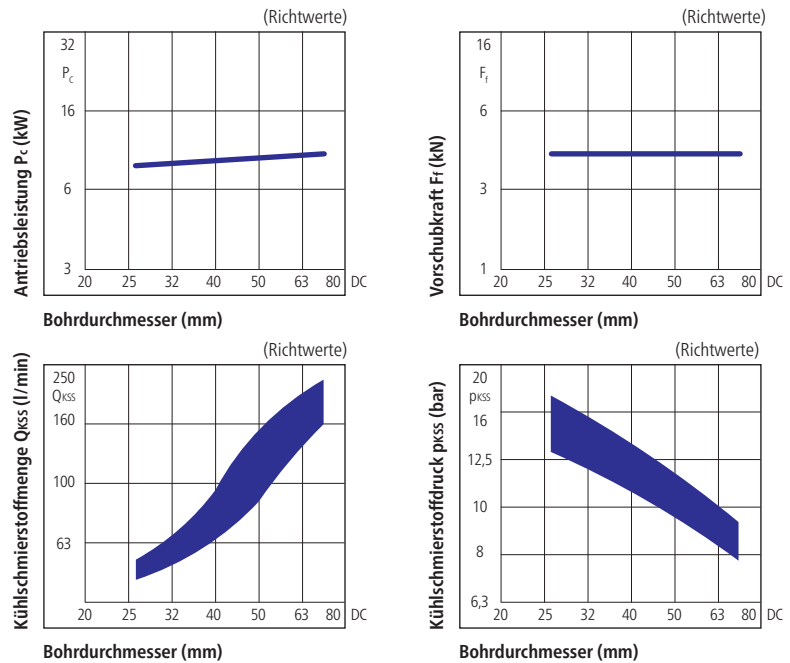 (Richtwerte)
32
Pc
16
6
3
20 25 32 40 50 63 80 DC
Antriebsleistung Pc (kW)
Bohrdurchmesser (mm)
(Richtwerte)
16
Ff
6
3
1
20 25 32 40 50 63 80 DC
Vorschubkraft Ff (kN)
Bohrdurchmesser (mm)
(Richtwerte)
250
QKSS
160
100
63
20 25 32 40 50 63 80 DC
Kühlschmierstoffmenge QKSS (l/min)
Bohrdurchmesser (mm)
(Richtwerte)
20
pKSS
16
12,5
10
8
6,3
20 25 32 40 50 63 80 DC
Kühlschmierstoffdruck pKSS (bar)
Bohrdurchmesser (mm)